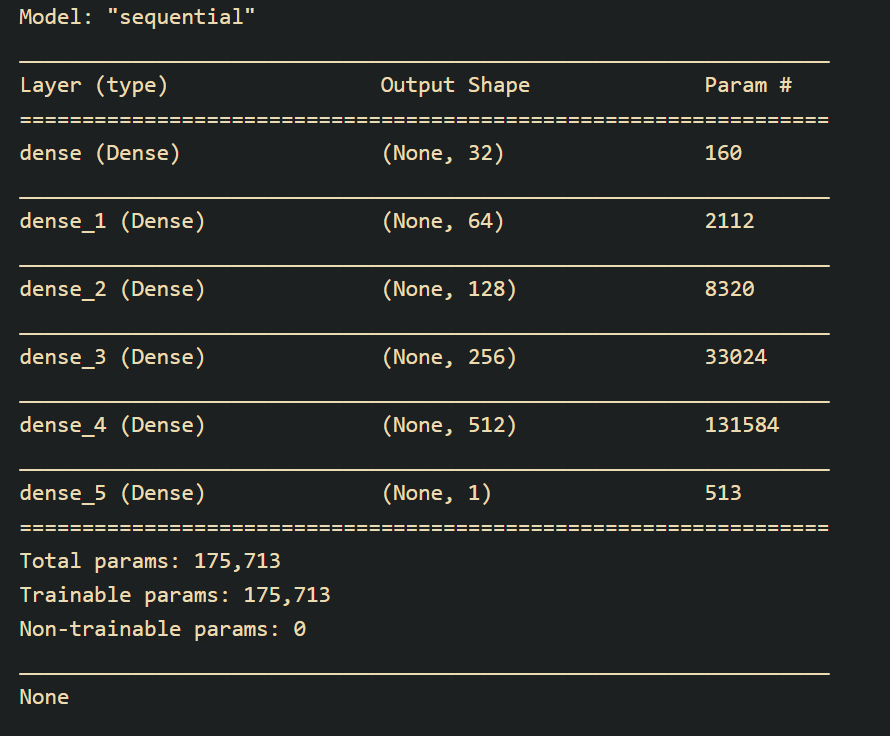 Model: "sequential"
_________________________________________________________________
Layer (type)                 Output Shape              Param #
=================================================================
dense (Dense)                (None, 32)                160
_________________________________________________________________
dense_1 (Dense)              (None, 64)                2112
_________________________________________________________________
dense_2 (Dense)              (None, 128)               8320
_________________________________________________________________
dense_3 (Dense)              (None, 256)               33024
_________________________________________________________________
dense_4 (Dense)              (None, 512)               131584
_________________________________________________________________
dense_5 (Dense)              (None, 1)                 513
=================================================================
Total params: 175,713
Trainable params: 175,713
Non-trainable params: 0
_________________________________________________________________
None